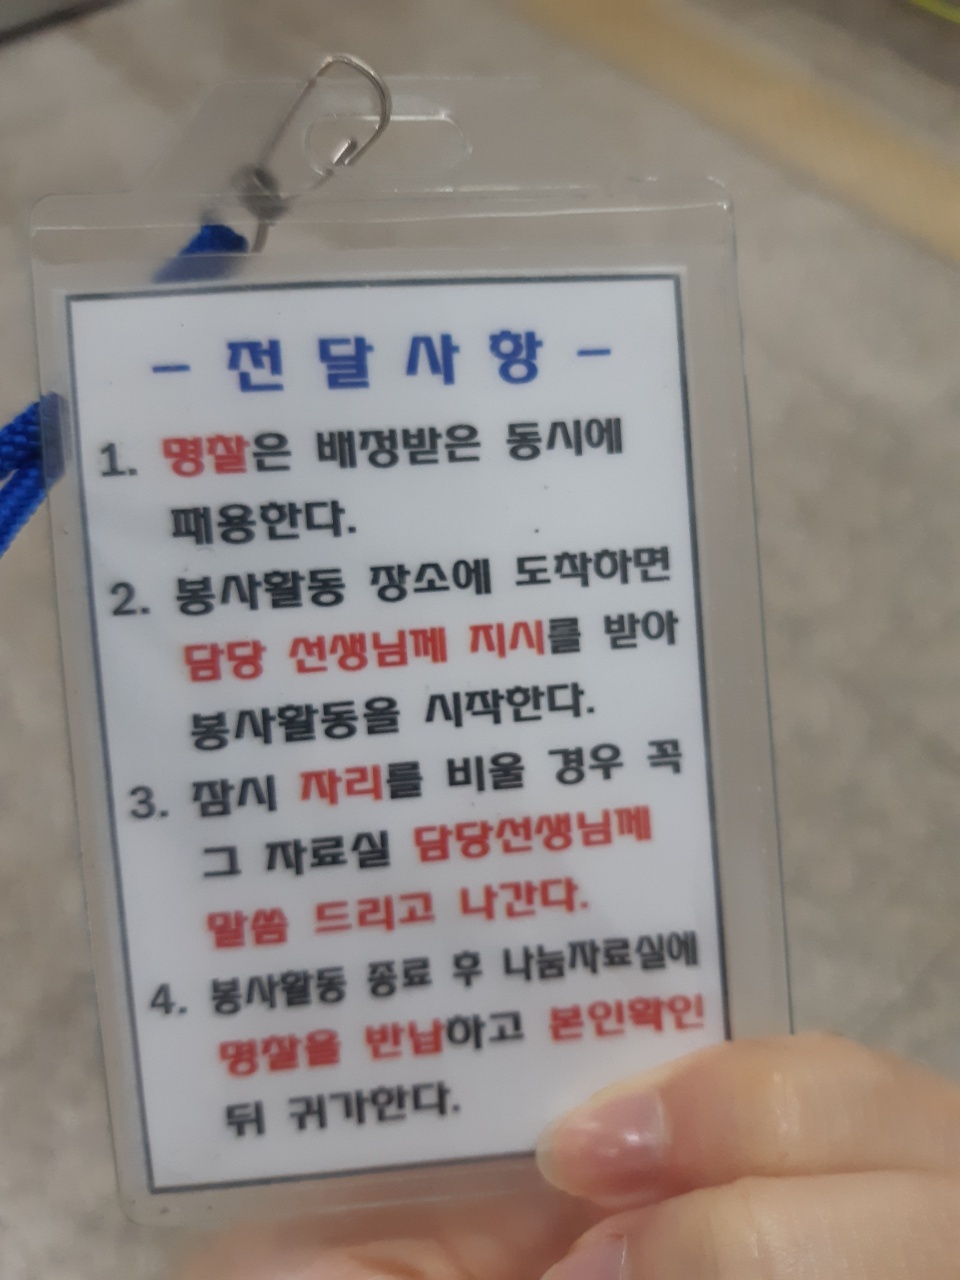 - 전 달 사 항 -
1. 명찰은 배정받은 동시에
패용한다.
2. 봉사활동 장소에 도착하면
담당 선생님께 지시를 받아
봉사활동을 시작한다.
3. 잠시 자리를 비울 경우 꼭
그 자료실 담당선생님께
말씀 드리고 나간다.
4. 봉사활동 종료 후 나눔자료실에
명찰을 반납하고 본인확인
뒤 귀가한다.